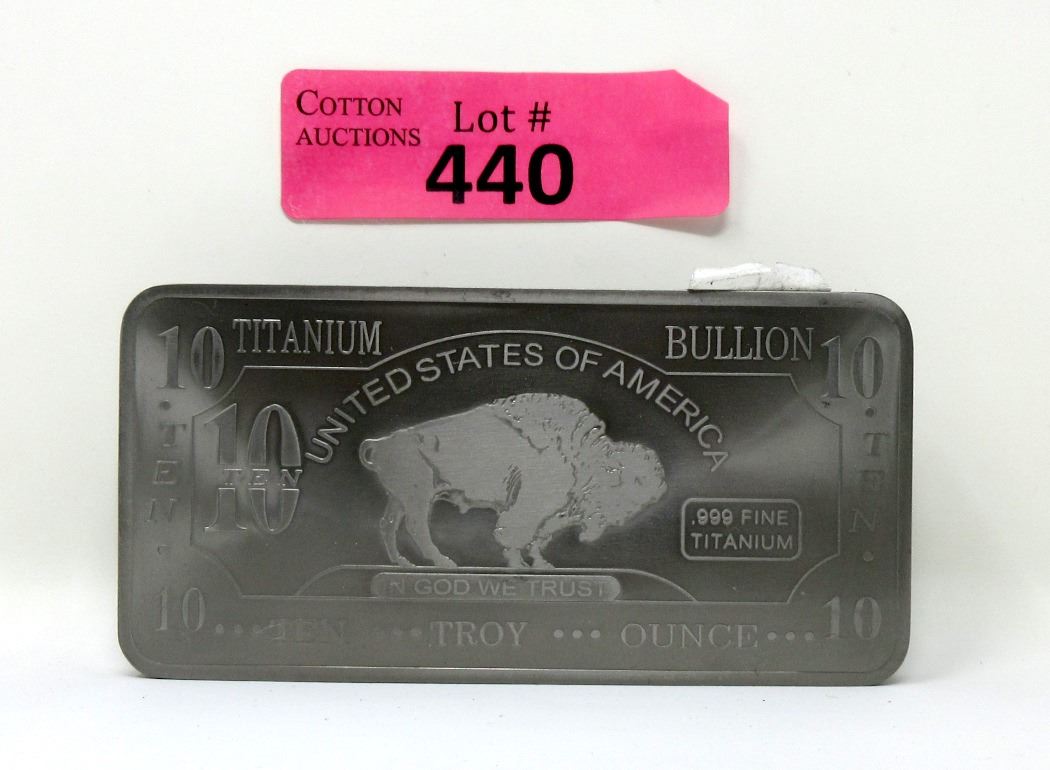 COTTON
AUCTIONS
Lot #
440
10 TITANIUM BULLION 10
UNITED STATES OF AMERICA
10
TEN
TEN
TEN
.999 FINE
TITANIUM
IN GOD WE TRUST
10 ... TEN ... TROY ... OUNCE ... 10